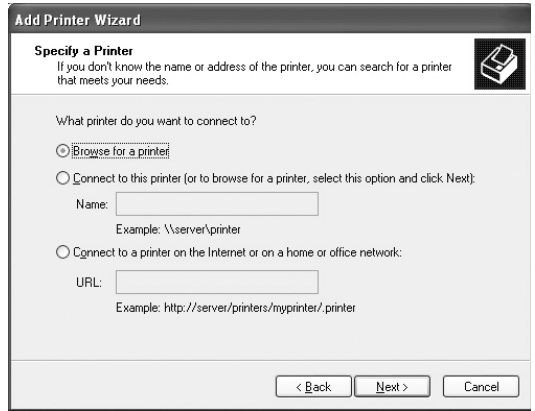 Add Printer Wizard
Specify a Printer
If you don't know the name or address of the printer, you can search for a printer
that meets your needs.
What printer do you want to connect to?
Browse for a printer
Connect to this printer (or to browse for a printer, select this option and click Next):
Name:
Example: \\server\printer
Connect to a printer on the Internet or on a home or office network:
URL:
Example: http://server/printers/myprinter/.printer
< Back Next > Cancel